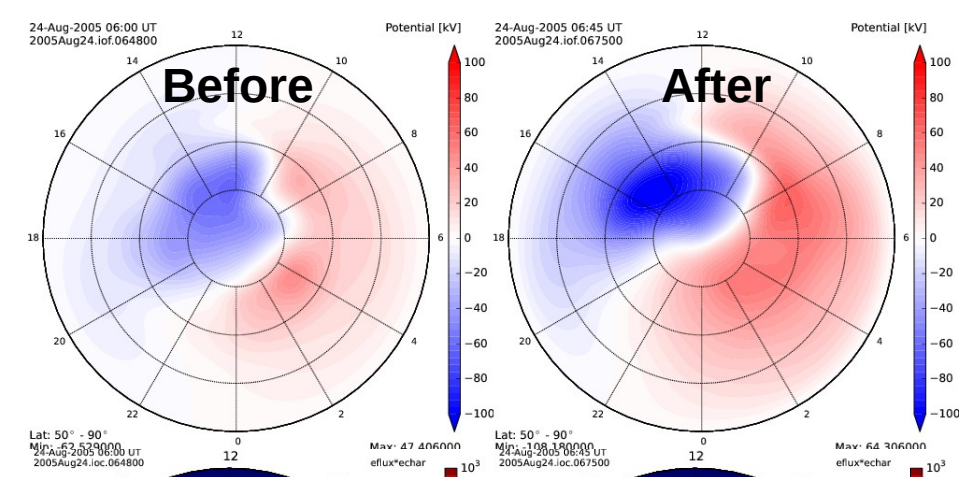 24-Aug-2005 06:00 UT
2005Aug24.iof.064800
Potential [kV]
12
14
10
Before
16
8
18
6
20
4
22
2
0
100
80
60
40
20
0
−20
−40
−60
−80
−100
Lat: 50° - 90°
Min: -62.529000
Max: 47.406000
24-Aug-2005 06:00 UT
2005Aug24.ioc.064800
12
eflux*echar
10³
24-Aug-2005 06:45 UT
2005Aug24.iof.067500
Potential [kV]
12
14
10
After
16
8
18
6
20
4
22
2
0
100
80
60
40
20
0
−20
−40
−60
−80
−100
Lat: 50° - 90°
Min: -108.180000
Max: 64.306000
24-Aug-2005 06:45 UT
2005Aug24.ioc.067500
12
eflux*echar
10³